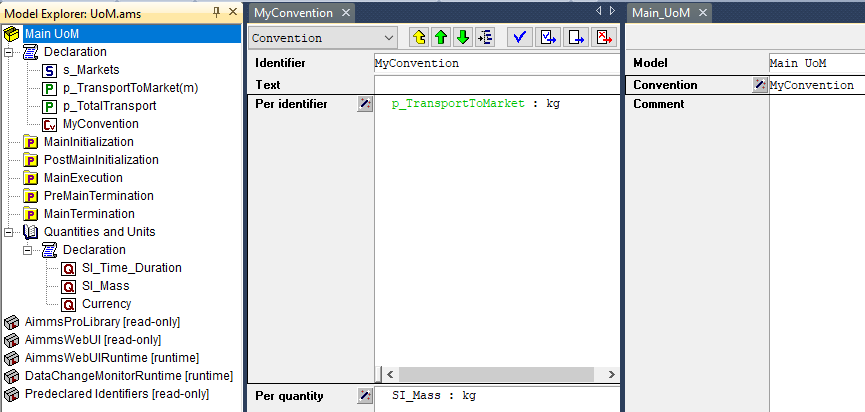 Model Explorer: UoM.ams
Main UoM
Declaration
S s_Markets
P p_TransportToMarket(m)
P p_TotalTransport
Cv MyConvention
P MainInitialization
P PostMainInitialization
P MainExecution
P PreMainTermination
P MainTermination
Quantities and Units
Declaration
Q SI_Time_Duration
Q SI_Mass
Q Currency
AimmsProLibrary [read-only]
AimmsWebUI [read-only]
AimmsWebUIRuntime [runtime]
DataChangeMonitorRuntime [runtime]
Predeclared Identifiers [read-only]
MyConvention
Convention
Identifier MyConvention
Text
Per identifier p_TransportToMarket : kg
Per quantity SI_Mass : kg
Main_UoM
Model Main UoM
Convention MyConvention
Comment